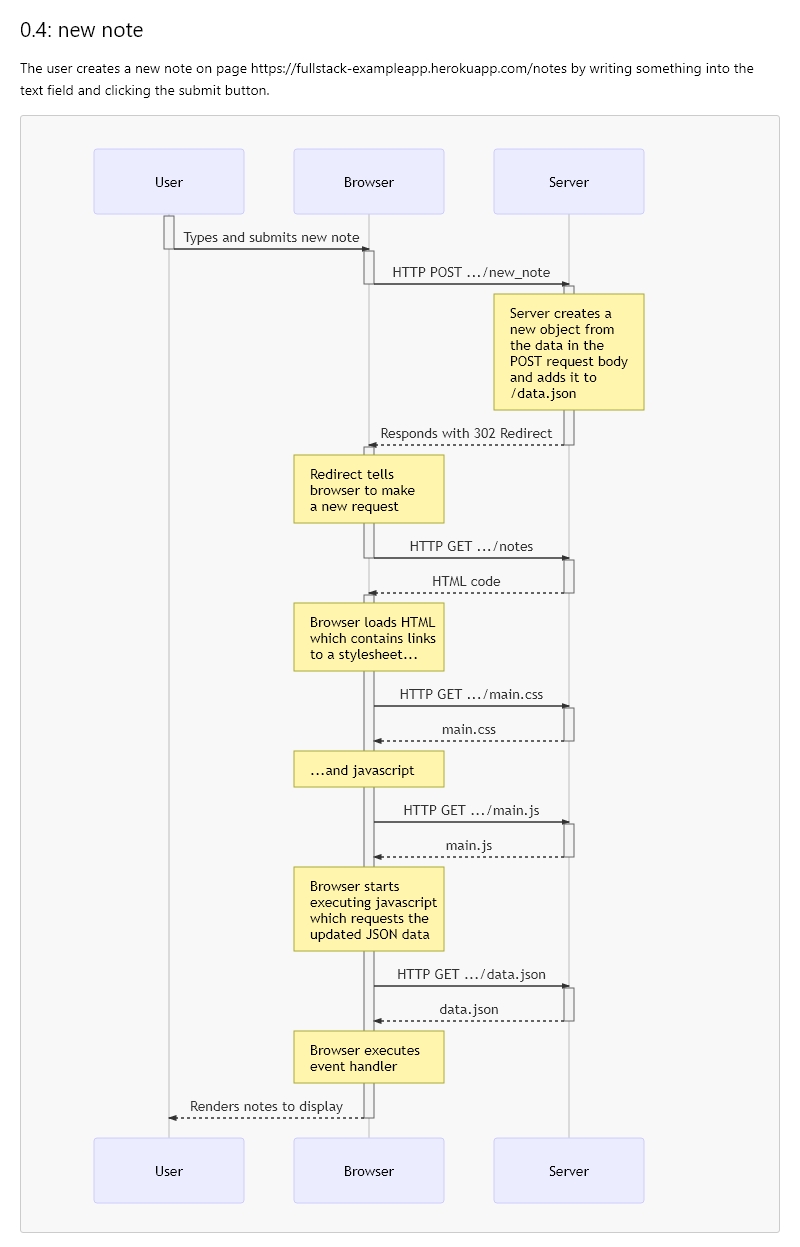 0.4: new note
The user creates a new note on page https://fullstack-exampleapp.herokuapp.com/notes by writing something into the
text field and clicking the submit button.
User
Browser
Server
Types and submits new note
HTTP POST .../new_note
Server creates a
new object from
the data in the
POST request body
and adds it to
/data.json
Responds with 302 Redirect
Redirect tells
browser to make
a new request
HTTP GET .../notes
HTML code
Browser loads HTML
which contains links
to a stylesheet...
HTTP GET .../main.css
main.css
...and javascript
HTTP GET .../main.js
main.js
Browser starts
executing javascript
which requests the
updated JSON data
HTTP GET .../data.json
data.json
Browser executes
event handler
Renders notes to display
User
Browser
Server